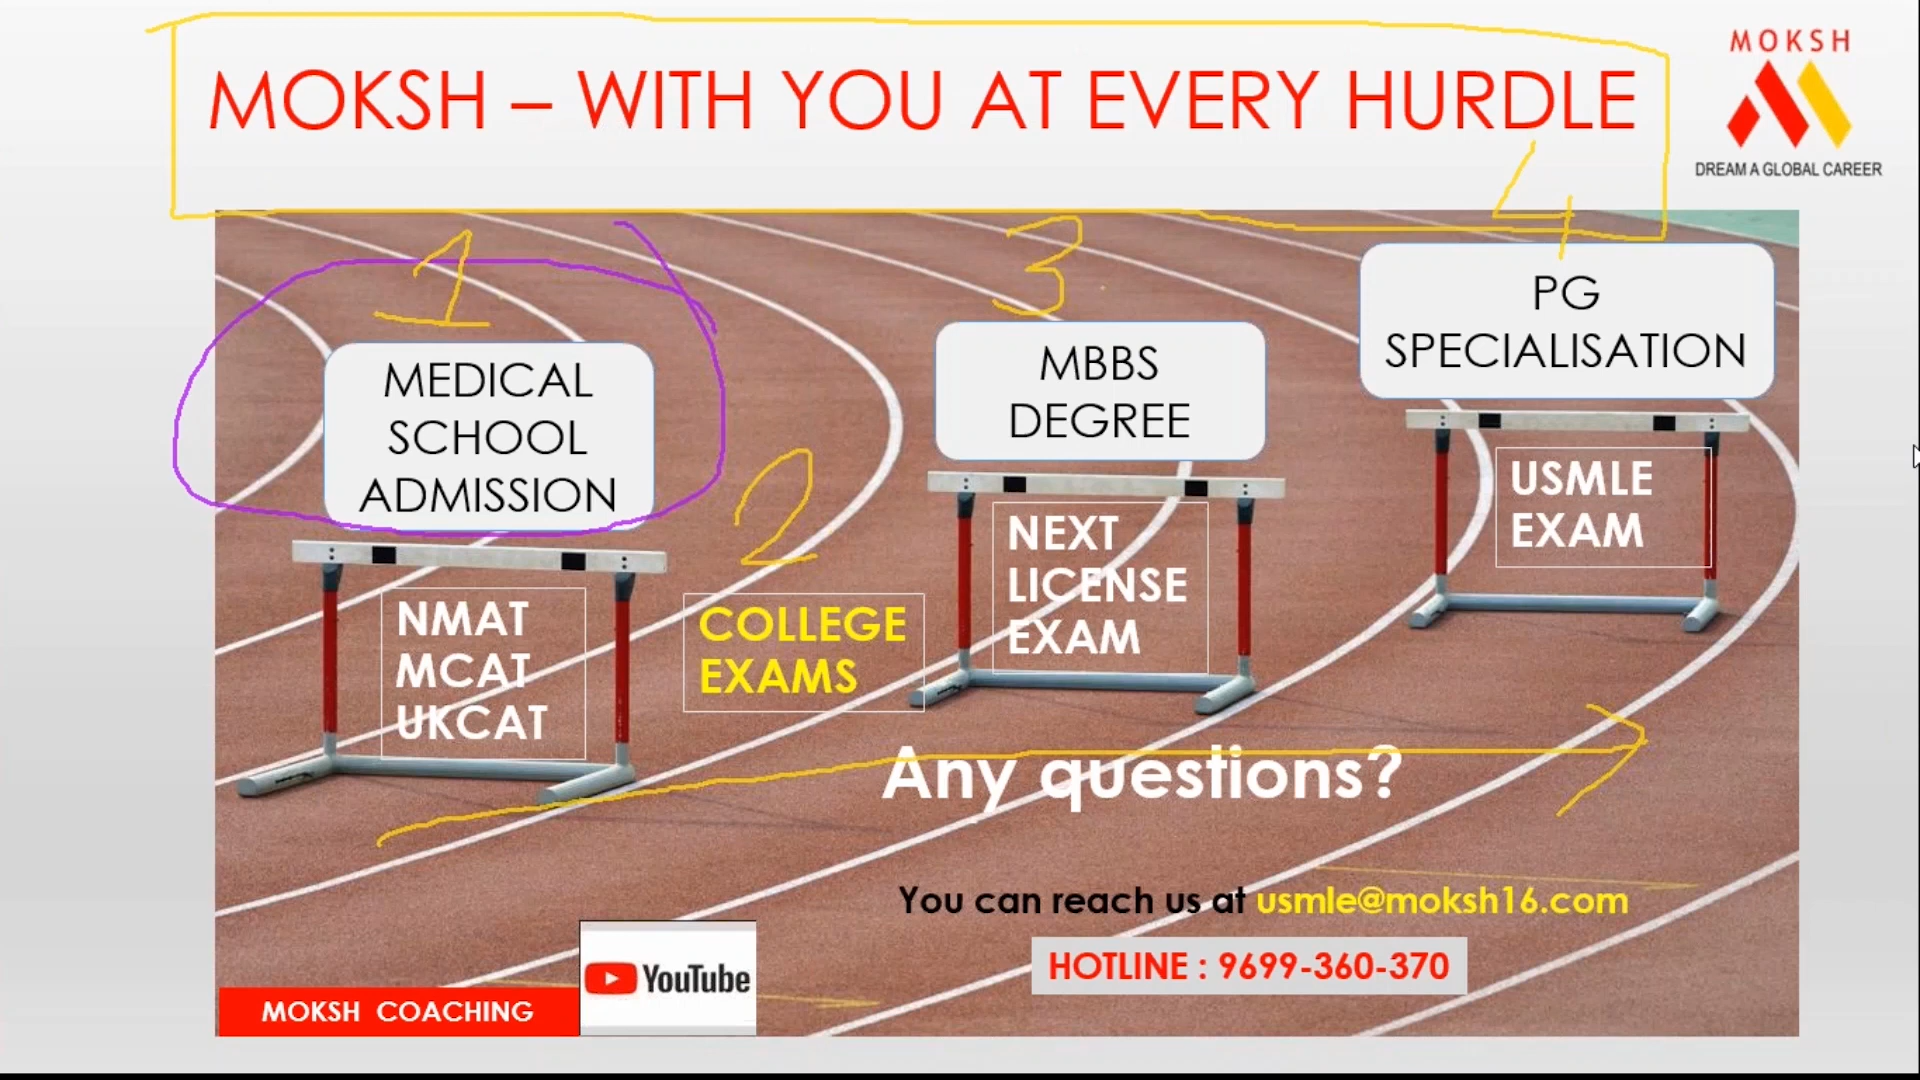 MOKSH – WITH YOU AT EVERY HURDLE
MOKSH
DREAM A GLOBAL CAREER
1
MEDICAL
SCHOOL
ADMISSION
NMAT
MCAT
UKCAT
2
COLLEGE
EXAMS
3
MBBS
DEGREE
NEXT
LICENSE
EXAM
4
PG
SPECIALISATION
USMLE
EXAM
Any questions?
You can reach us at usmle@moksh16.com
HOTLINE : 9699-360-370
MOKSH COACHING
YouTube